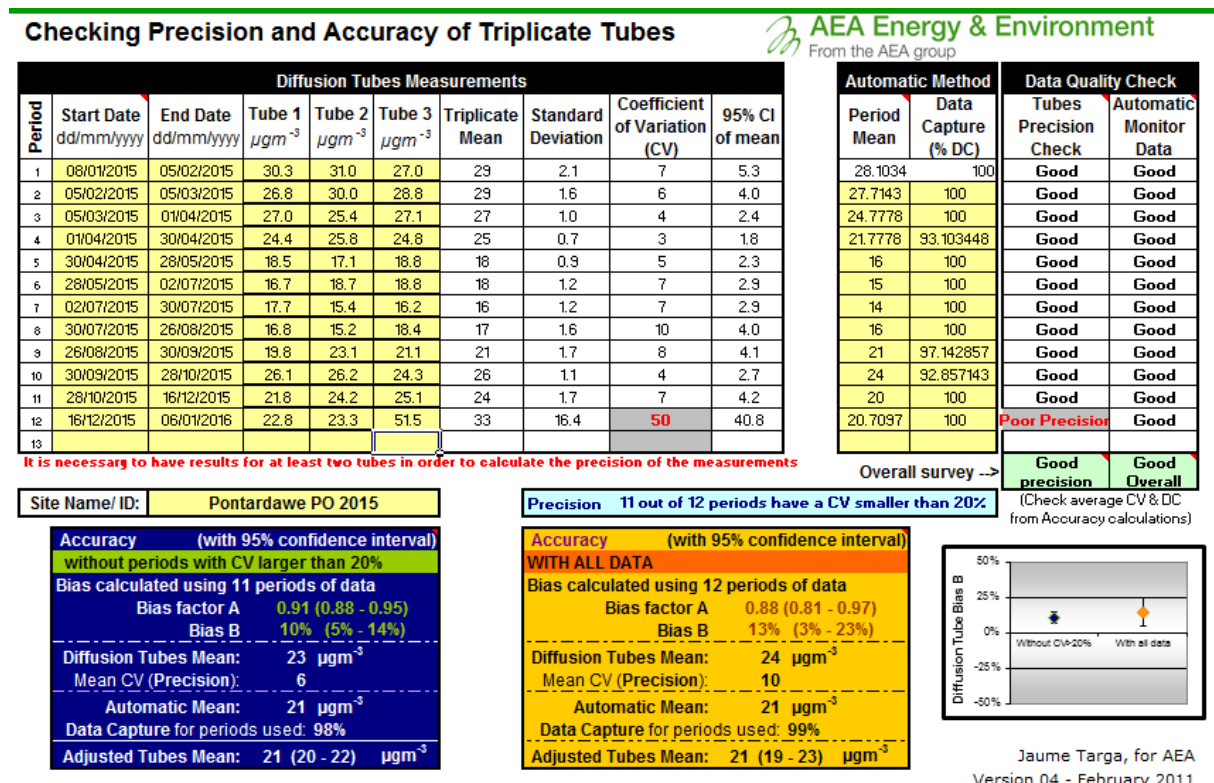 Checking Precision and Accuracy of Triplicate Tubes
AEA Energy & Environment
From the AEA group
Diffusion Tubes Measurements
Automatic Method
Data Quality Check
Period Start Date dd/mm/yyyy End Date dd/mm/yyyy Tube 1 µgm-3 Tube 2 µgm-3 Tube 3 µgm-3 Triplicate Mean Standard Deviation Coefficient of Variation (CV) 95% CI of mean Period Mean Data Capture (% DC) Tubes Precision Check Automatic Monitor Data
1 08/01/2015 05/02/2015 30.3 31.0 27.0 29 2.1 7 5.3 28.1034 100 Good Good
2 05/02/2015 05/03/2015 26.8 30.0 28.8 29 1.6 6 4.0 27.7143 100 Good Good
3 05/03/2015 01/04/2015 27.0 25.4 27.1 27 1.0 4 2.4 24.7778 100 Good Good
4 01/04/2015 30/04/2015 24.4 25.8 24.8 25 0.7 3 1.8 21.7778 93.103448 Good Good
5 30/04/2015 28/05/2015 18.5 17.1 18.8 18 0.9 5 2.3 16 100 Good Good
6 28/05/2015 02/07/2015 16.7 18.7 18.8 18 1.2 7 2.9 15 100 Good Good
7 02/07/2015 30/07/2015 17.7 15.4 16.2 16 1.2 7 2.9 14 100 Good Good
8 30/07/2015 26/08/2015 16.8 15.2 18.4 17 1.6 10 4.0 16 100 Good Good
9 26/08/2015 30/09/2015 19.8 23.1 21.1 21 1.7 8 4.1 21 97.142857 Good Good
10 30/09/2015 28/10/2015 26.1 26.2 24.3 26 1.1 4 2.7 24 92.857143 Good Good
11 28/10/2015 16/12/2015 21.8 24.2 25.1 24 1.7 7 4.2 20 100 Good Good
12 16/12/2015 06/01/2016 22.8 23.3 51.5 33 16.4 50 40.8 20.7097 100 Poor Precision Good
13
It is necessary to have results for at least two tubes in order to calculate the precision of the measurements
Overall survey --> Good precision Good Overall
(Check average CV & DC
from Accuracy calculations)
Site Name/ ID: Pontardawe PO 2015
Precision 11 out of 12 periods have a CV smaller than 20%
Accuracy (with 95% confidence interval)
without periods with CV larger than 20%
Bias calculated using 11 periods of data
Bias factor A 0.91 (0.88 - 0.95)
Bias B 10% (5% - 14%)
Diffusion Tubes Mean: 23 µgm-3
Mean CV (Precision): 6
Automatic Mean: 21 µgm-3
Data Capture for periods used: 98%
Adjusted Tubes Mean: 21 (20 - 22) µgm-3
Accuracy (with 95% confidence interval)
WITH ALL DATA
Bias calculated using 12 periods of data
Bias factor A 0.88 (0.81 - 0.97)
Bias B 13% (3% - 23%)
Diffusion Tubes Mean: 24 µgm-3
Mean CV (Precision): 10
Automatic Mean: 21 µgm-3
Data Capture for periods used: 99%
Adjusted Tubes Mean: 21 (19 - 23) µgm-3
Diffusion Tube Bias B
50%
25%
0%
-25%
-50%
Without CV>20%
With all data
Jaume Targa, for AEA
Version 04 - February 2011